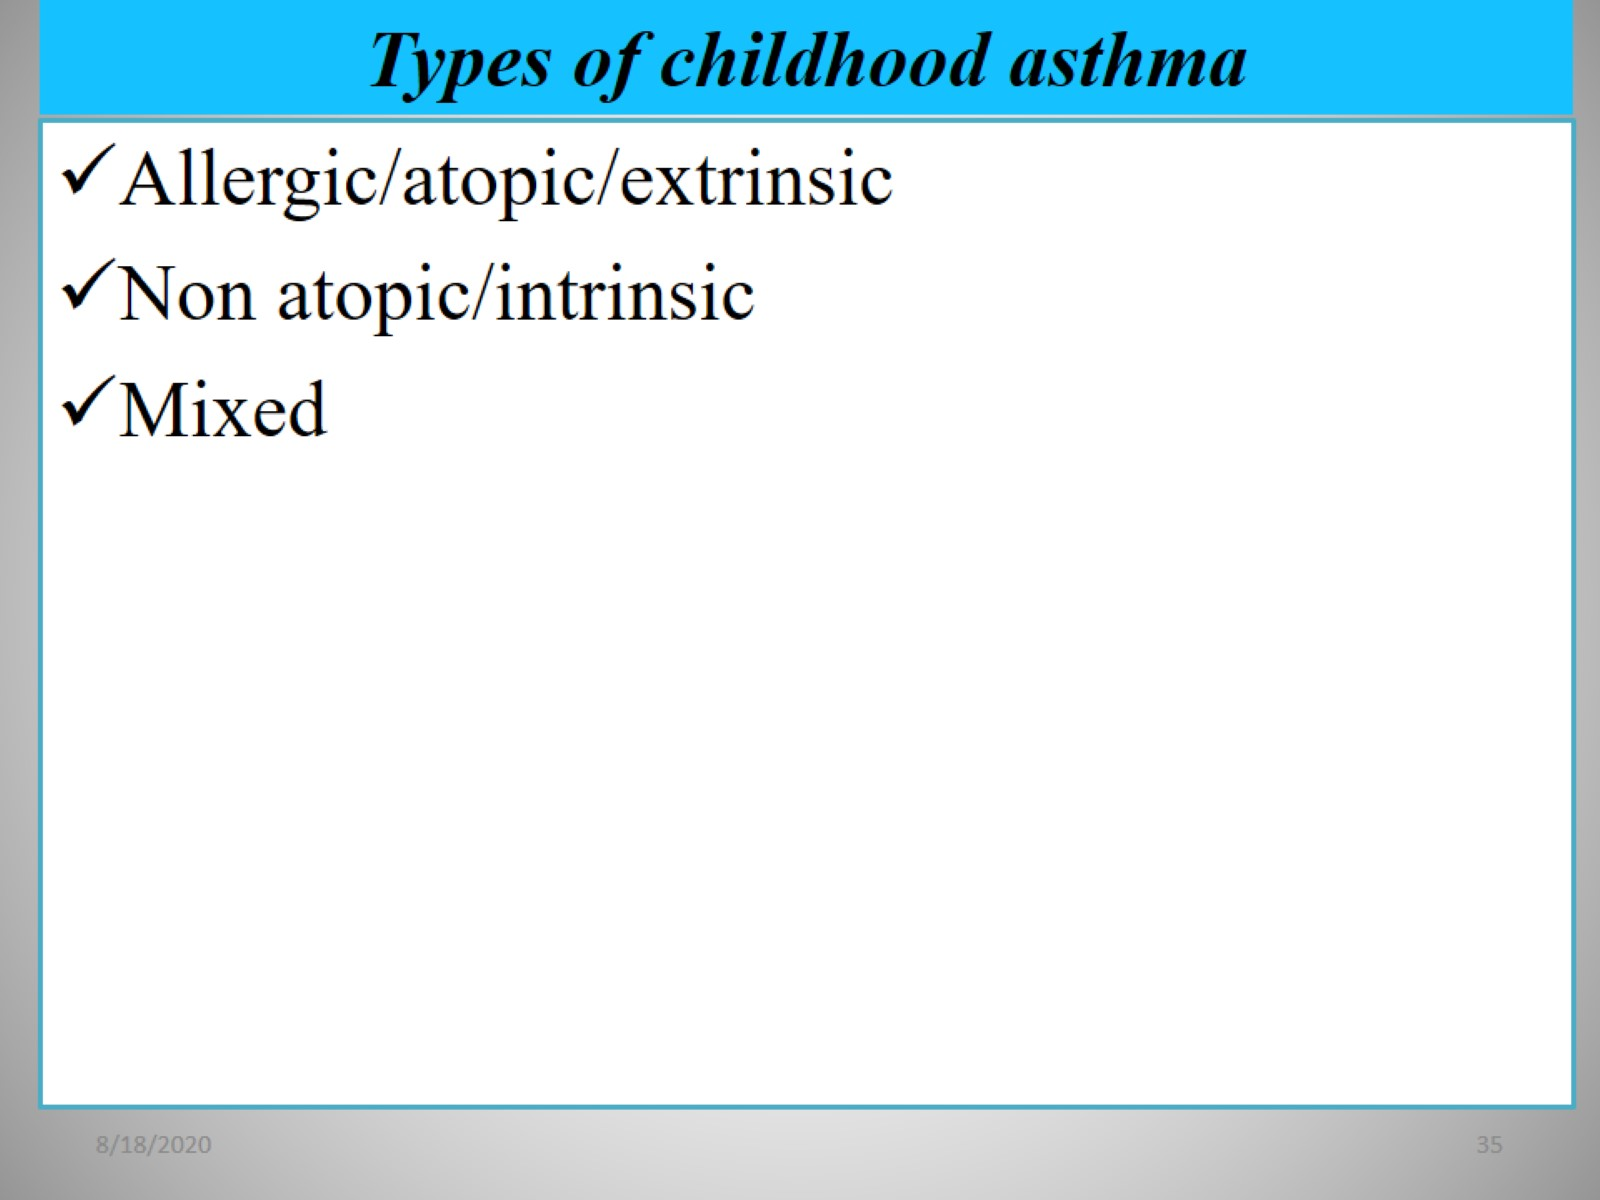 Types of childhood asthma
✓Allergic/atopic/extrinsic
✓Non atopic/intrinsic
✓Mixed
8/18/2020
35